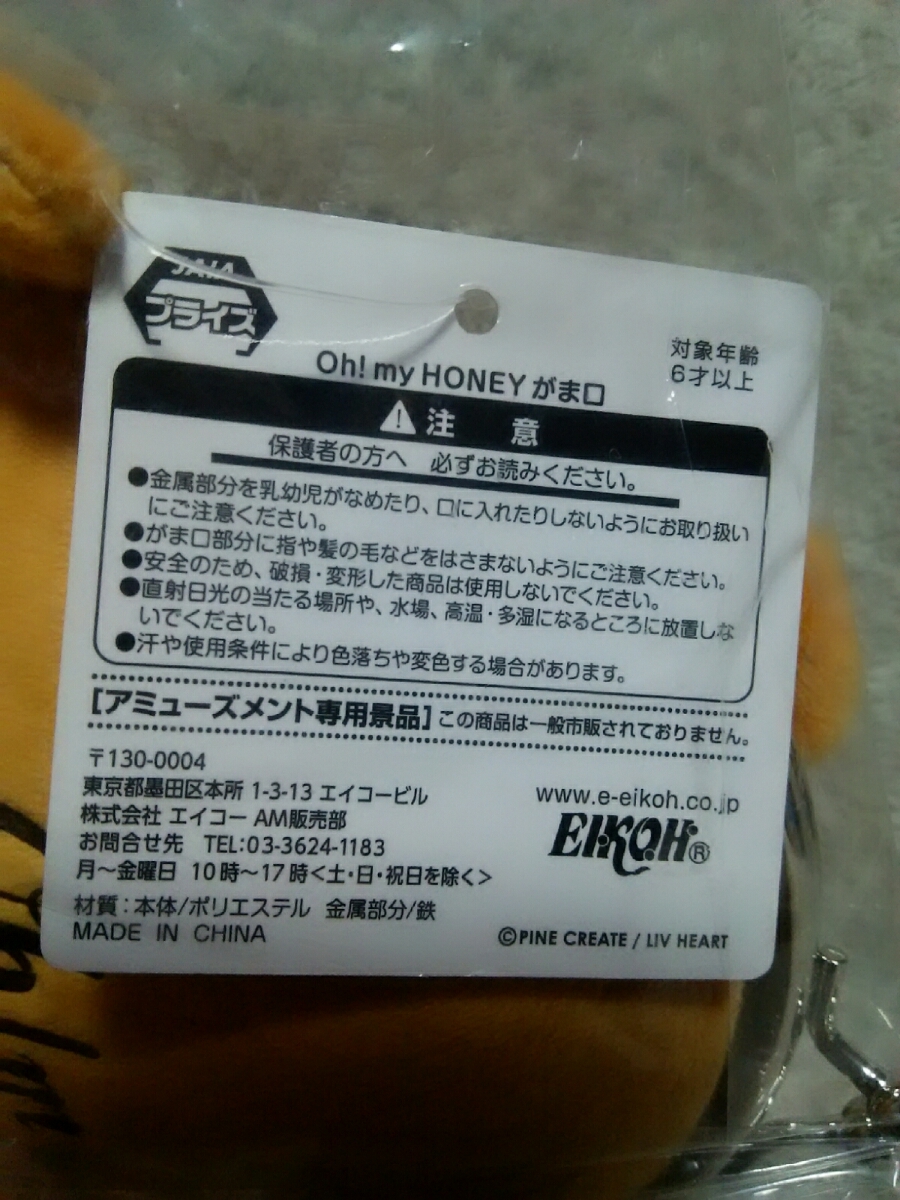 JAIA
プライズ
Oh! my HONEY がま口
対象年齢
6才以上
注 意
保護者の方へ 必ずお読みください。
●金属部分を乳幼児がなめたり、口に入れたりしないようにお取り扱い
にご注意ください。
●がま口部分に指や髪の毛などをはさまないようにご注意ください。
●安全のため、破損・変形した商品は使用しないでください。
●直射日光の当たる場所や、水場、高温・多湿になるところに放置しな
いでください。
●汗や使用条件により色落ちや変色する場合があります。
[アミューズメント専用景品] この商品は一般市販されておりません。
〒130-0004
東京都墨田区本所 1-3-13 エイコービル
株式会社 エイコー AM販売部
お問合せ先 TEL:03-3624-1183
月〜金曜日 10時〜17時<土・日・祝日を除く>
www.e-eikoh.co.jp
EIKOH®
材質：本体/ポリエステル 金属部分/鉄
MADE IN CHINA
©PINE CREATE / LIV HEART